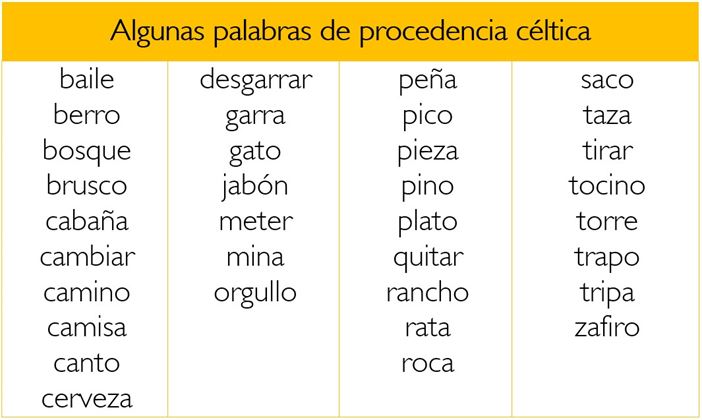 Algunas palabras de procedencia céltica
baile
berro
bosque
brusco
cabaña
cambiar
camino
camisa
canto
cerveza
desgarrar
garra
gato
jabón
meter
mina
orgullo
peña
pico
pieza
pino
plato
quitar
rancho
rata
roca
saco
taza
tirar
tocino
torre
trapo
tripa
zafiro